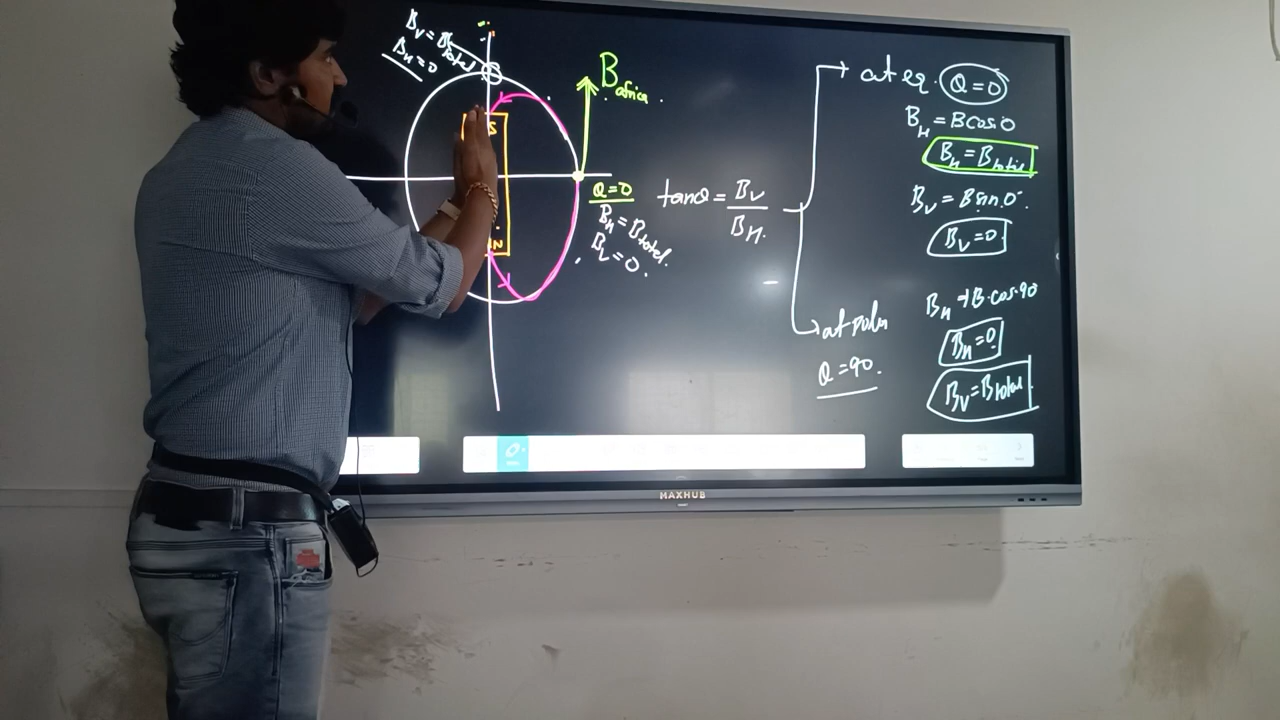 Bv = Btotal
BH = 0
B africa.
S
N
Q = 0
BH = Btotal.
Bv = 0.
tanθ = Bv / BH.
→ at eq. Q = 0
BH = B cos 0
BH = Btotal
Bv = B sin 0°.
Bv = 0
→ at poles
Q = 90.
BH = B cos 90
BH = 0
Bv = Btotal
MAXHUB